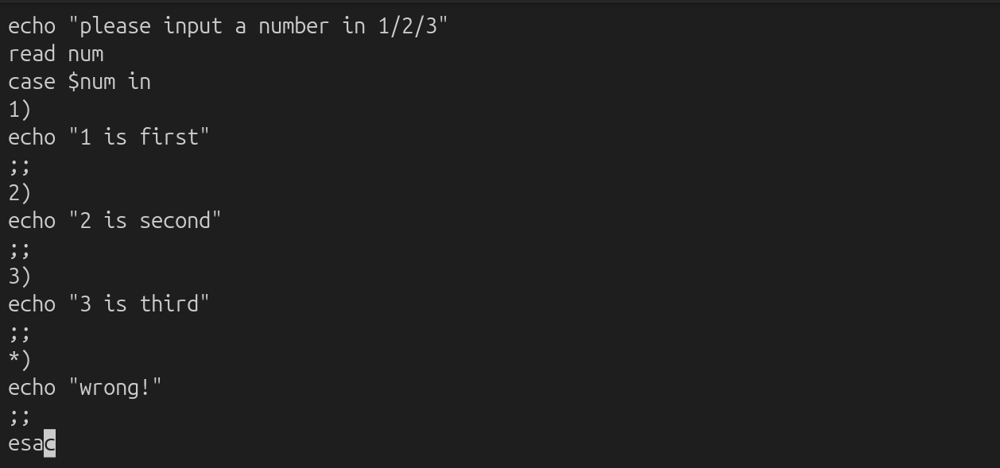 echo "please input a number in 1/2/3"
read num
case $num in
1)
echo "1 is first"
;;
2)
echo "2 is second"
;;
3)
echo "3 is third"
;;
*)
echo "wrong!"
;;
esac